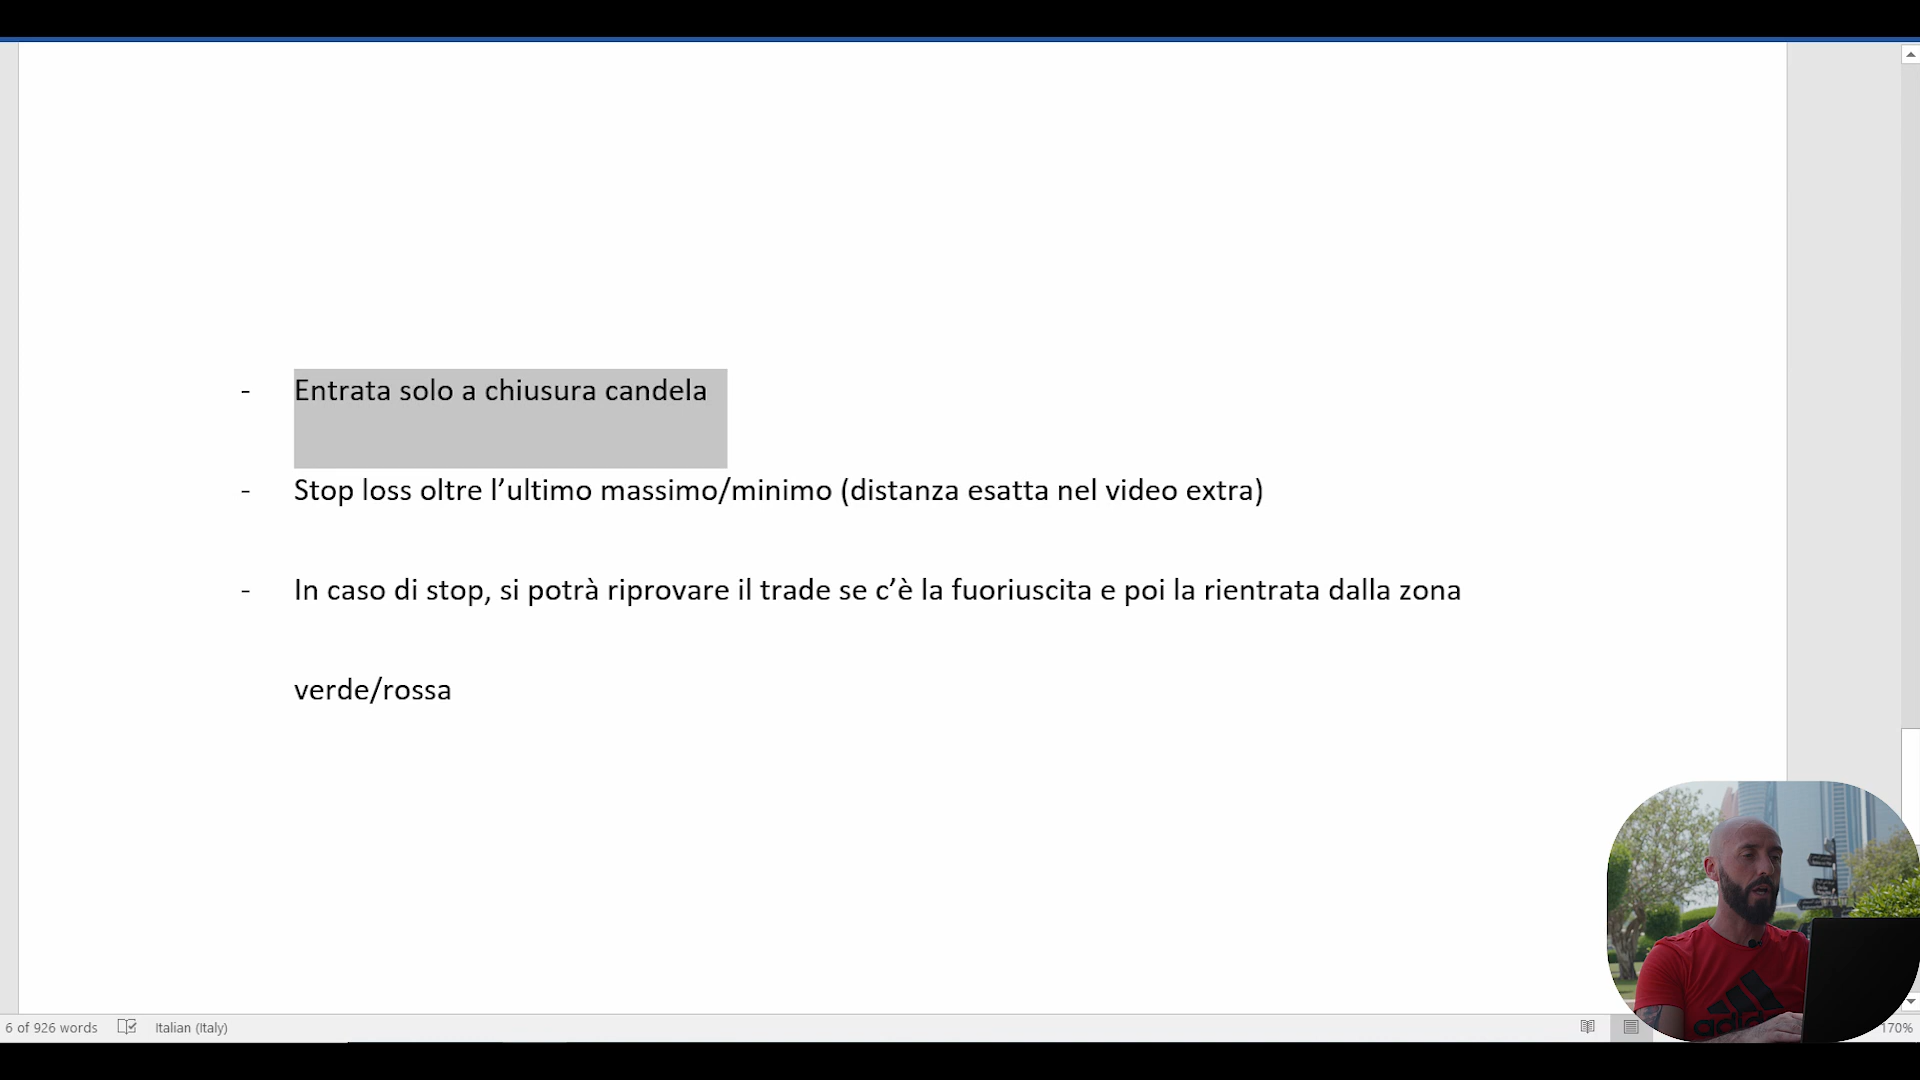 - Entrata solo a chiusura candela
- Stop loss oltre l’ultimo massimo/minimo (distanza esatta nel video extra)
- In caso di stop, si potrà riprovare il trade se c’è la fuoriuscita e poi la rientrata dalla zona
verde/rossa
adidas
6 of 926 words Italian (Italy) 170%